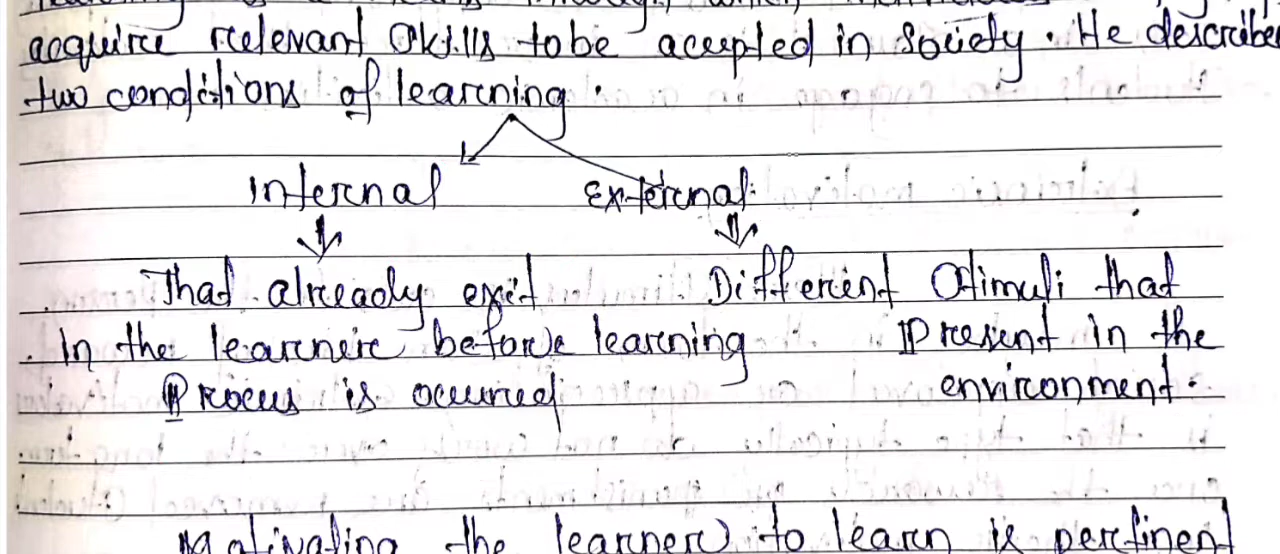 acquire relevant skills to be accepted in society. He describe
two conditions of learning.
Internal External
That already exit Different Stimuli that
In the learner before learning Present in the
Process is occurred environment.
Motivating the learner to learn is pertinent